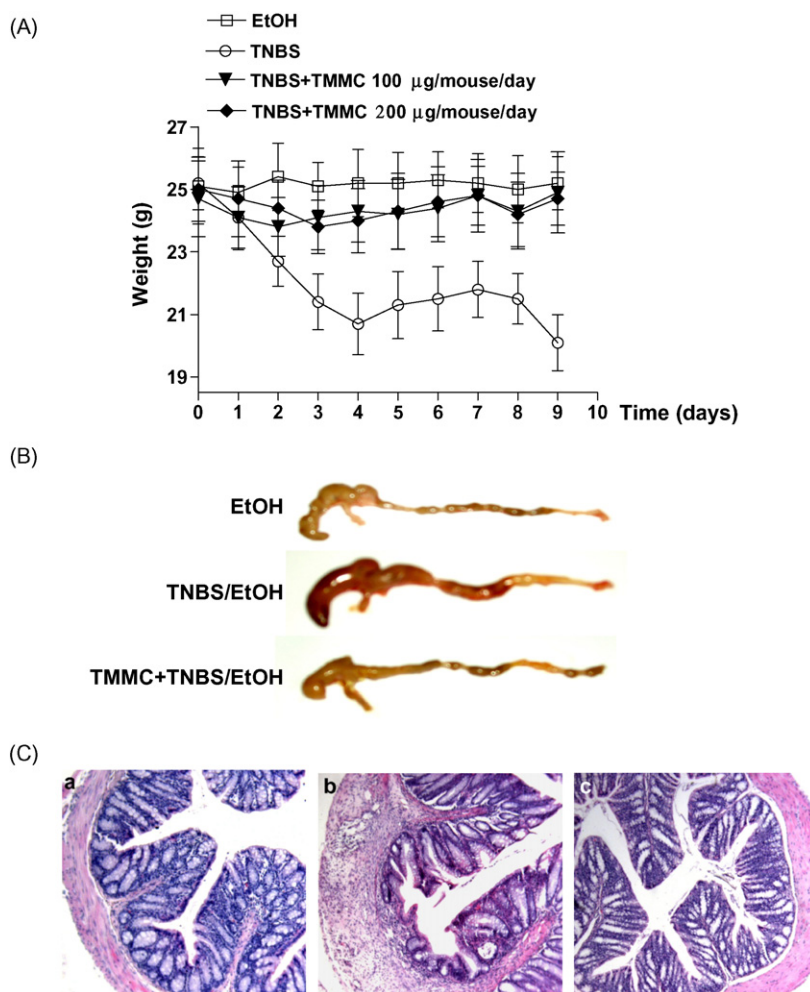 (A)
EtOH
TNBS
TNBS+TMMC 100 μg/mouse/day
TNBS+TMMC 200 μg/mouse/day
27
25
23
21
19
Weight (g)
0 1 2 3 4 5 6 7 8 9 10
Time (days)
(B)
EtOH
TNBS/EtOH
TMMC+TNBS/EtOH
(C)
a
b
c